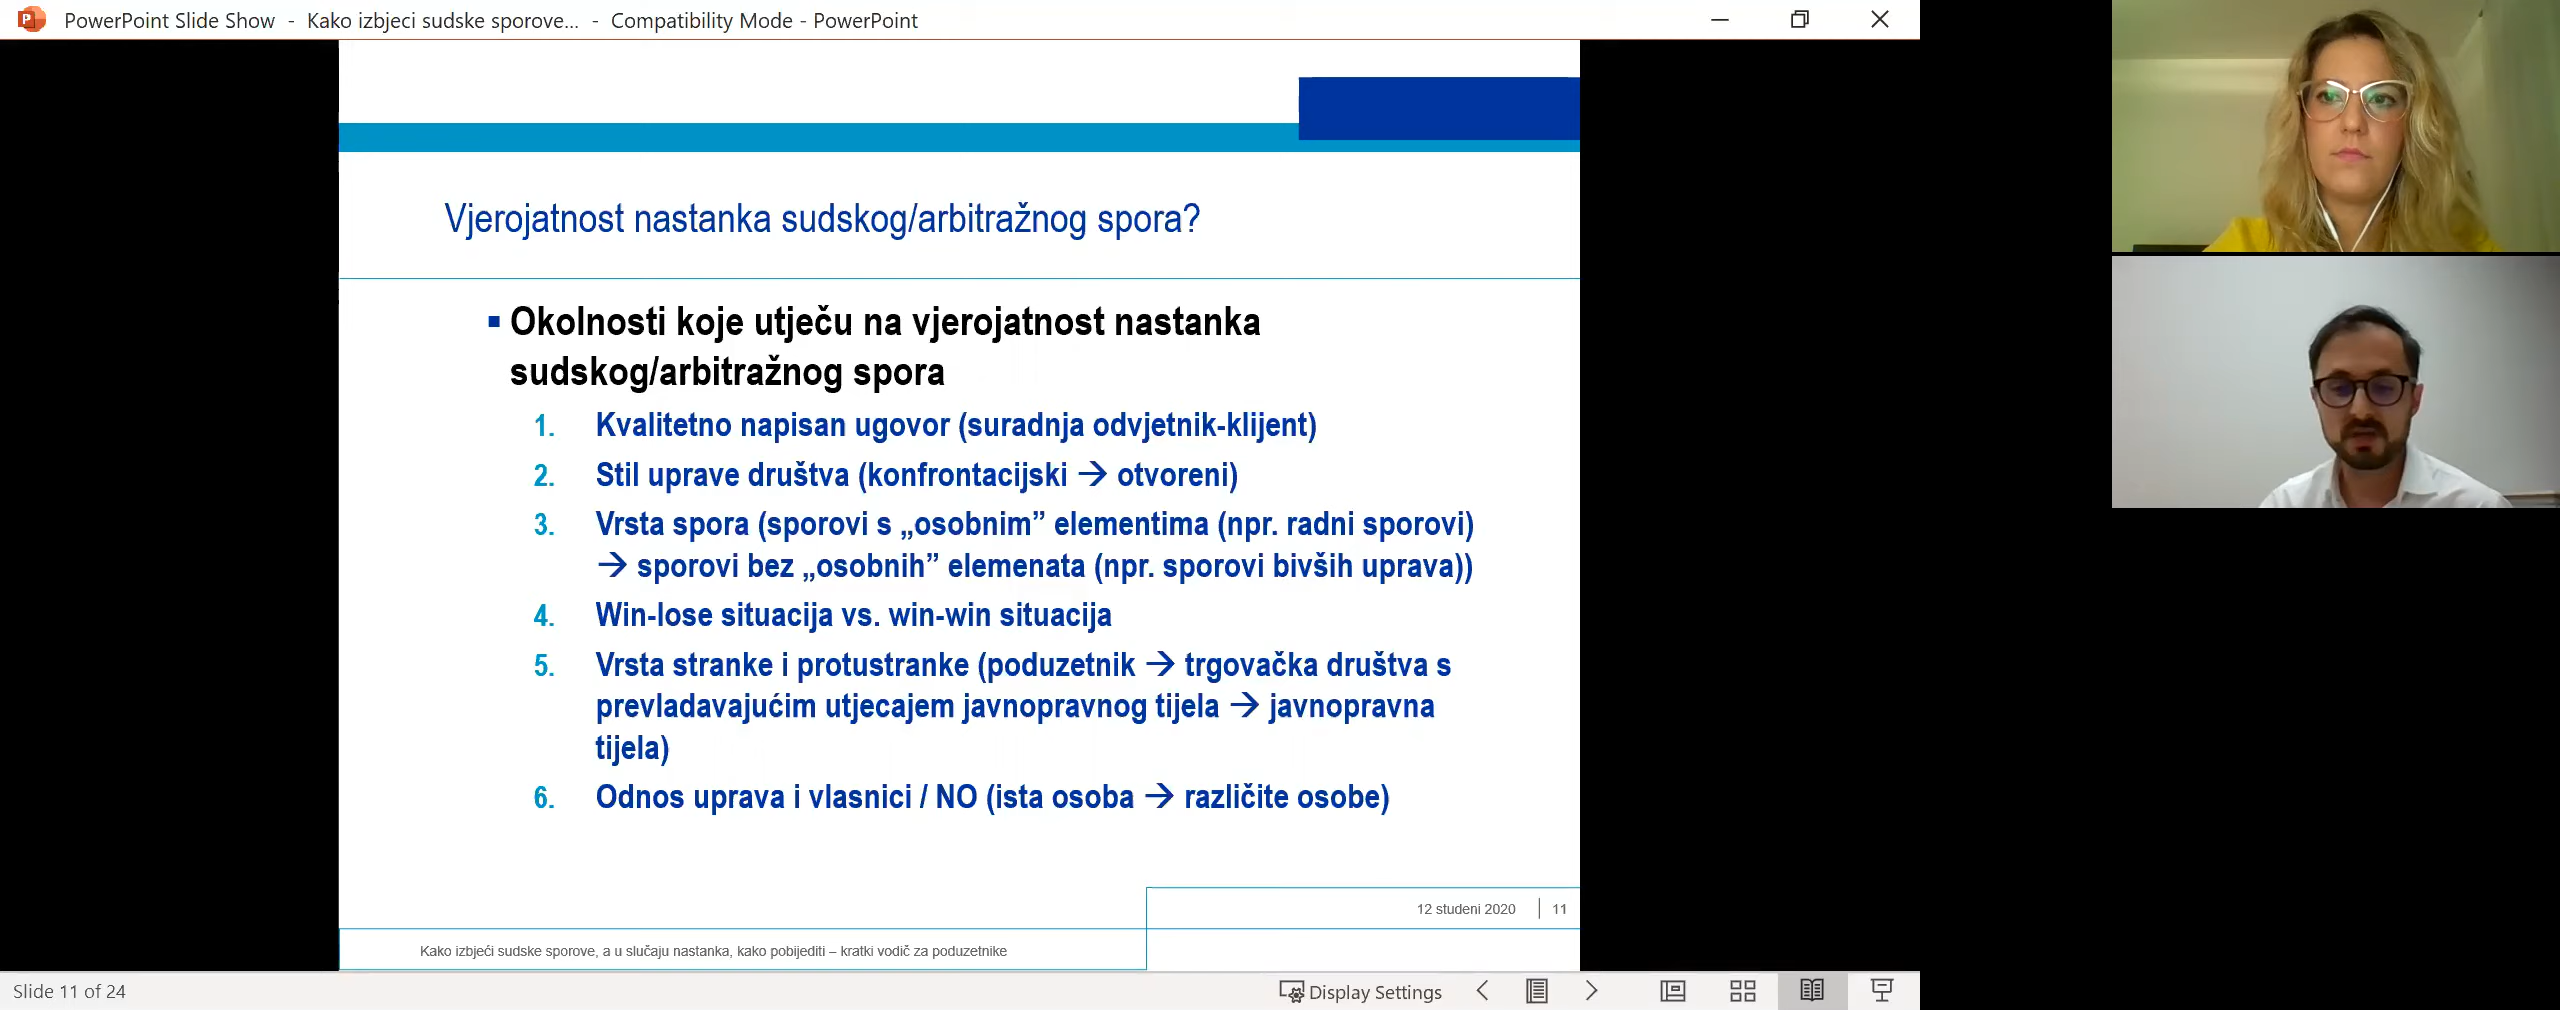 PowerPoint Slide Show - Kako izbjeci sudske sporove... - Compatibility Mode - PowerPoint
Vjerojatnost nastanka sudskog/arbitražnog spora?
▪ Okolnosti koje utječu na vjerojatnost nastanka
sudskog/arbitražnog spora
1. Kvalitetno napisan ugovor (suradnja odvjetnik-klijent)
2. Stil uprave društva (konfrontacijski → otvoreni)
3. Vrsta spora (sporovi s „osobnim” elementima (npr. radni sporovi)
→ sporovi bez „osobnih” elemenata (npr. sporovi bivših uprava))
4. Win-lose situacija vs. win-win situacija
5. Vrsta stranke i protustranke (poduzetnik → trgovačka društva s
prevladavajućim utjecajem javnopravnog tijela → javnopravna
tijela)
6. Odnos uprava i vlasnici / NO (ista osoba → različite osobe)
12 studeni 2020 | 11
Kako izbjeći sudske sporove, a u slučaju nastanka, kako pobijediti – kratki vodič za poduzetnike
Slide 11 of 24
Display Settings